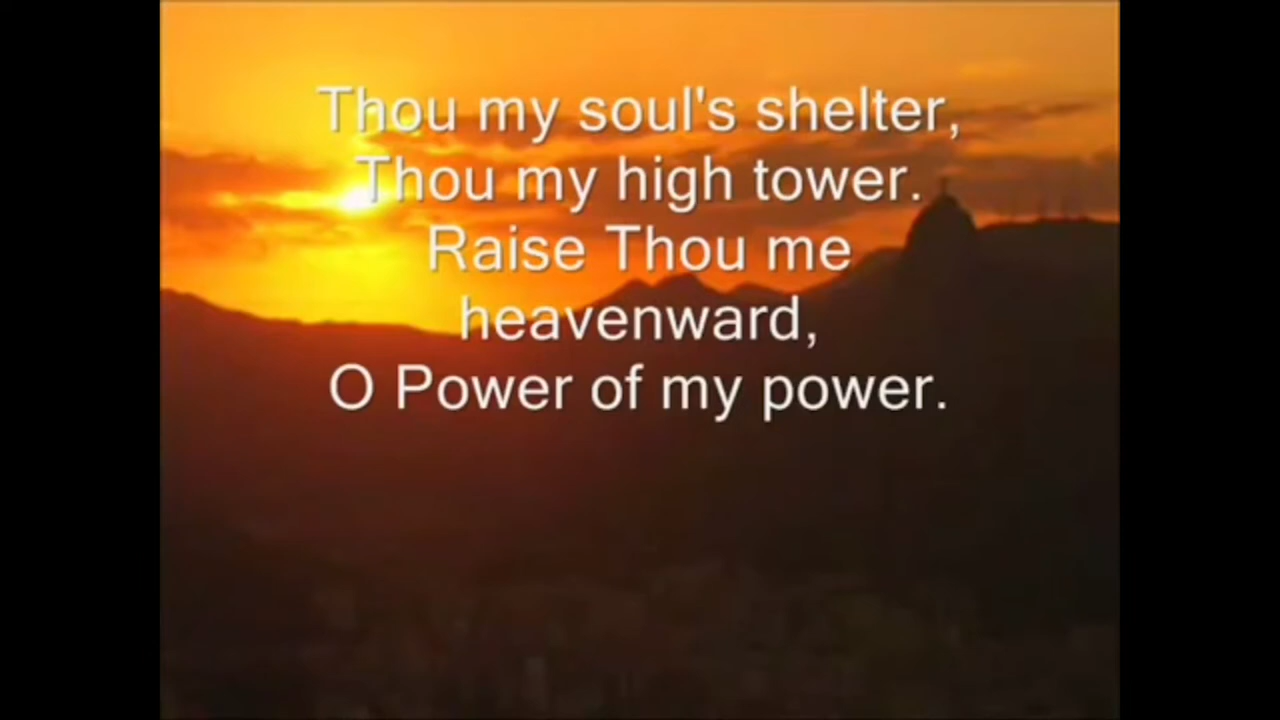 Thou my soul's shelter,
Thou my high tower.
Raise Thou me
heavenward,
O Power of my power.